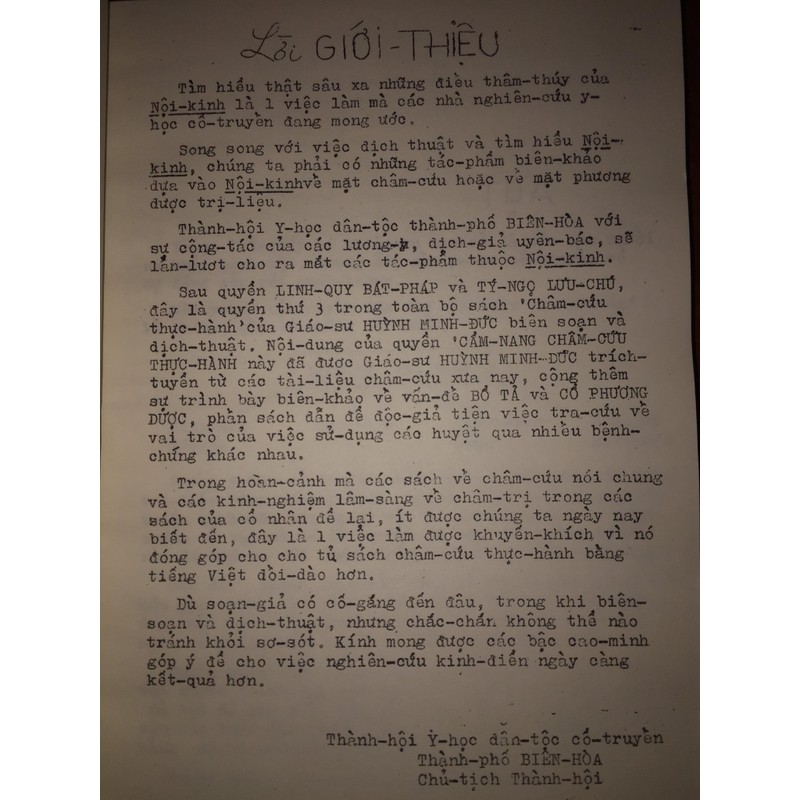 Lời GIỚI-THIỆU
Tìm hiểu thật sâu xa những điều thâm-thúy của
Nội-kinh là 1 việc làm mà các nhà nghiên-cứu y-
học cổ-truyền đang mong ước.
Song song với việc dịch thuật và tìm hiểu Nội-
kinh, chúng ta phải có những tác-phẩm biên-khảo
dựa vào Nội-kinhvề mặt châm-cứu hoặc về mặt phương
dược trị-liệu.
Thành-hội Y-học dân-tộc thành-phố BIÊN-HÒA với
sự cộng-tác của các lương-y, dịch-giả uyên-bác, sẽ
lần-lượt cho ra mắt các tác-phẩm thuộc Nội-kinh.
Sau quyển LINH-QUY BÁT-PHÁP và TÝ-NGỌ LƯU-CHÚ,
đây là quyển thứ 3 trong toàn bộ sách 'Châm-cứu
thực-hành'của Giáo-sư HUỲNH MINH-ĐỨC biên soạn và
dịch-thuật. Nội-dung của quyển 'CẨM-NANG CHÂM-CỨU
THỰC-HÀNH này đã được Giáo-sư HUỲNH MINH-ĐỨC trích-
tuyển từ các tài-liệu châm-cứu xưa nay, cộng thêm
sự trình bày biên-khảo về vấn-đề BỔ TẢ và CỔ PHƯƠNG
DƯỢC, phần sách dẫn để độc-giả tiện việc tra-cứu về
vai trò của việc sử-dụng các huyệt qua nhiều bệnh-
chứng khác nhau.
Trong hoàn-cảnh mà các sách về châm-cứu nói chung
và các kinh-nghiệm lâm-sàng về châm-trị trong các
sách của cổ nhân để lại, ít được chúng ta ngày nay
biết đến, đây là 1 việc làm được khuyến-khích vì nó
đóng góp cho cho tủ sách châm-cứu thực-hành bằng
tiếng Việt dồi-dào hơn.
Dù soạn-giả có cố-gắng đến đâu, trong khi biên-
soạn và dịch-thuật, nhưng chắc-chắn không thể nào
tránh khỏi sơ-sót. Kính mong được các bậc cao-minh
góp ý để cho việc nghiên-cứu kinh-điển ngày càng
kết-quả hơn.
Thành-hội Y-học dân-tộc cổ-truyền
Thành-phố BIÊN-HÒA
Chủ-tịch Thành-hội